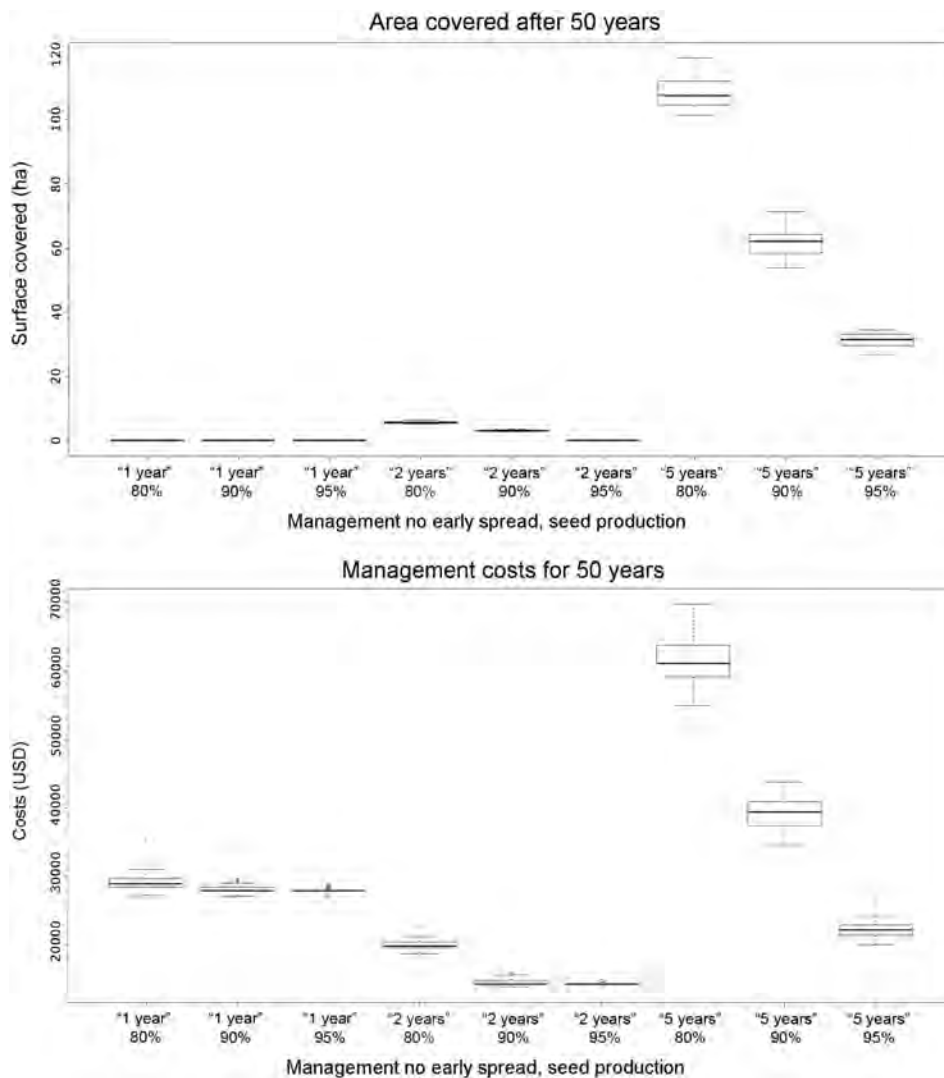 Area covered after 50 years
120
100
80
60
40
20
0
Surface covered (ha)
"1 year" "1 year" "1 year" "2 years" "2 years" "2 years" "5 years" "5 years" "5 years"
80% 90% 95% 80% 90% 95% 80% 90% 95%
Management no early spread, seed production
Management costs for 50 years
70000
60000
50000
40000
30000
20000
Costs (USD)
"1 year" "1 year" "1 year" "2 years" "2 years" "2 years" "5 years" "5 years" "5 years"
80% 90% 95% 80% 90% 95% 80% 90% 95%
Management no early spread, seed production